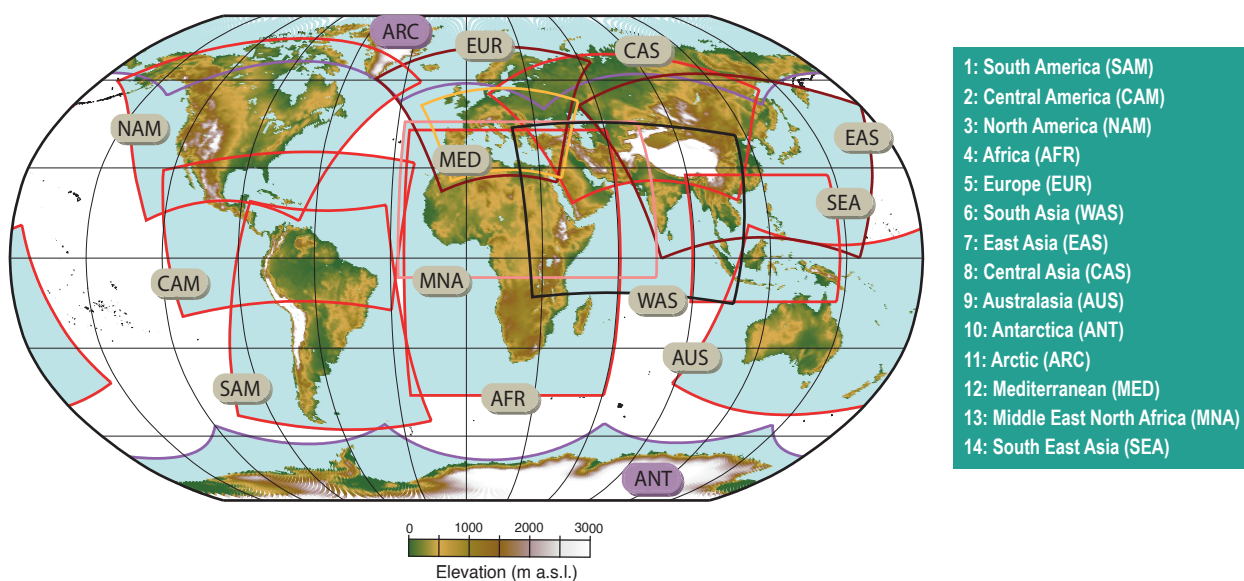 ARC
EUR
CAS
NAM
EAS
MED
SEA
CAM
MNA
WAS
AUS
SAM
AFR
ANT
0 1000 2000 3000
Elevation (m a.s.l.)
1: South America (SAM)
2: Central America (CAM)
3: North America (NAM)
4: Africa (AFR)
5: Europe (EUR)
6: South Asia (WAS)
7: East Asia (EAS)
8: Central Asia (CAS)
9: Australasia (AUS)
10: Antarctica (ANT)
11: Arctic (ARC)
12: Mediterranean (MED)
13: Middle East North Africa (MNA)
14: South East Asia (SEA)